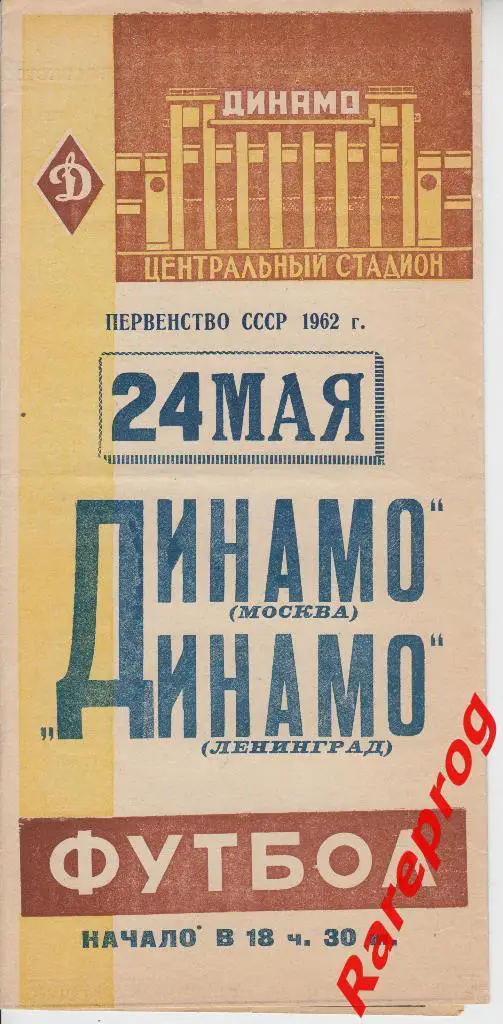 ДИНАМО
Д
ЦЕНТРАЛЬНЫЙ СТАДИОН
ПЕРВЕНСТВО СССР 1962 г.
24 МАЯ
ДИНАМО“
(МОСКВА)
„ДИНАМО“
(ЛЕНИНГРАД)
ФУТБОЛ
НАЧАЛО В 18 ч. 30 м.
Rareprog